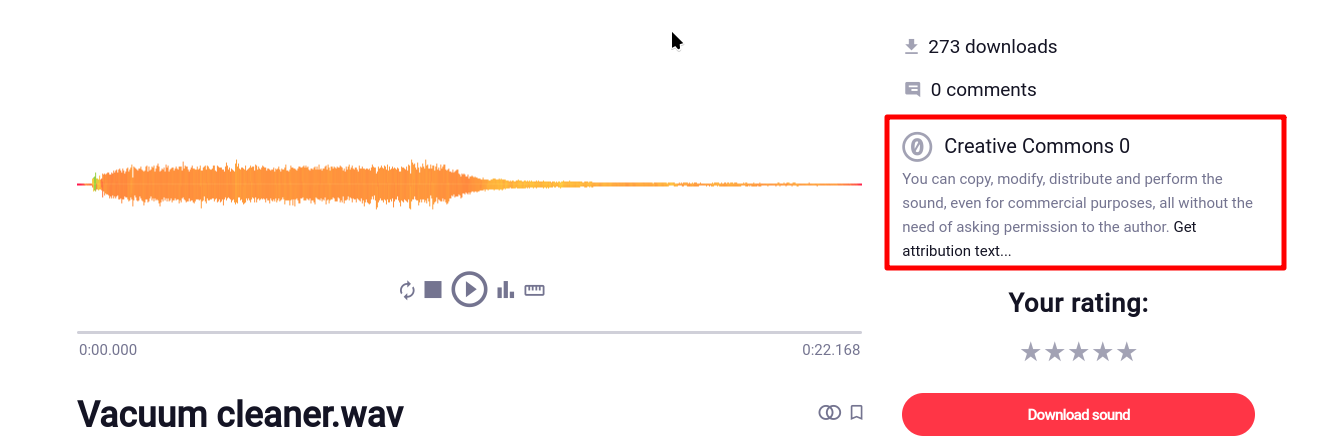 273 downloads
0 comments
Creative Commons 0
You can copy, modify, distribute and perform the
sound, even for commercial purposes, all without the
need of asking permission to the author. Get
attribution text...
Your rating:
0:00.000
0:22.168
Vacuum cleaner.wav
Download sound